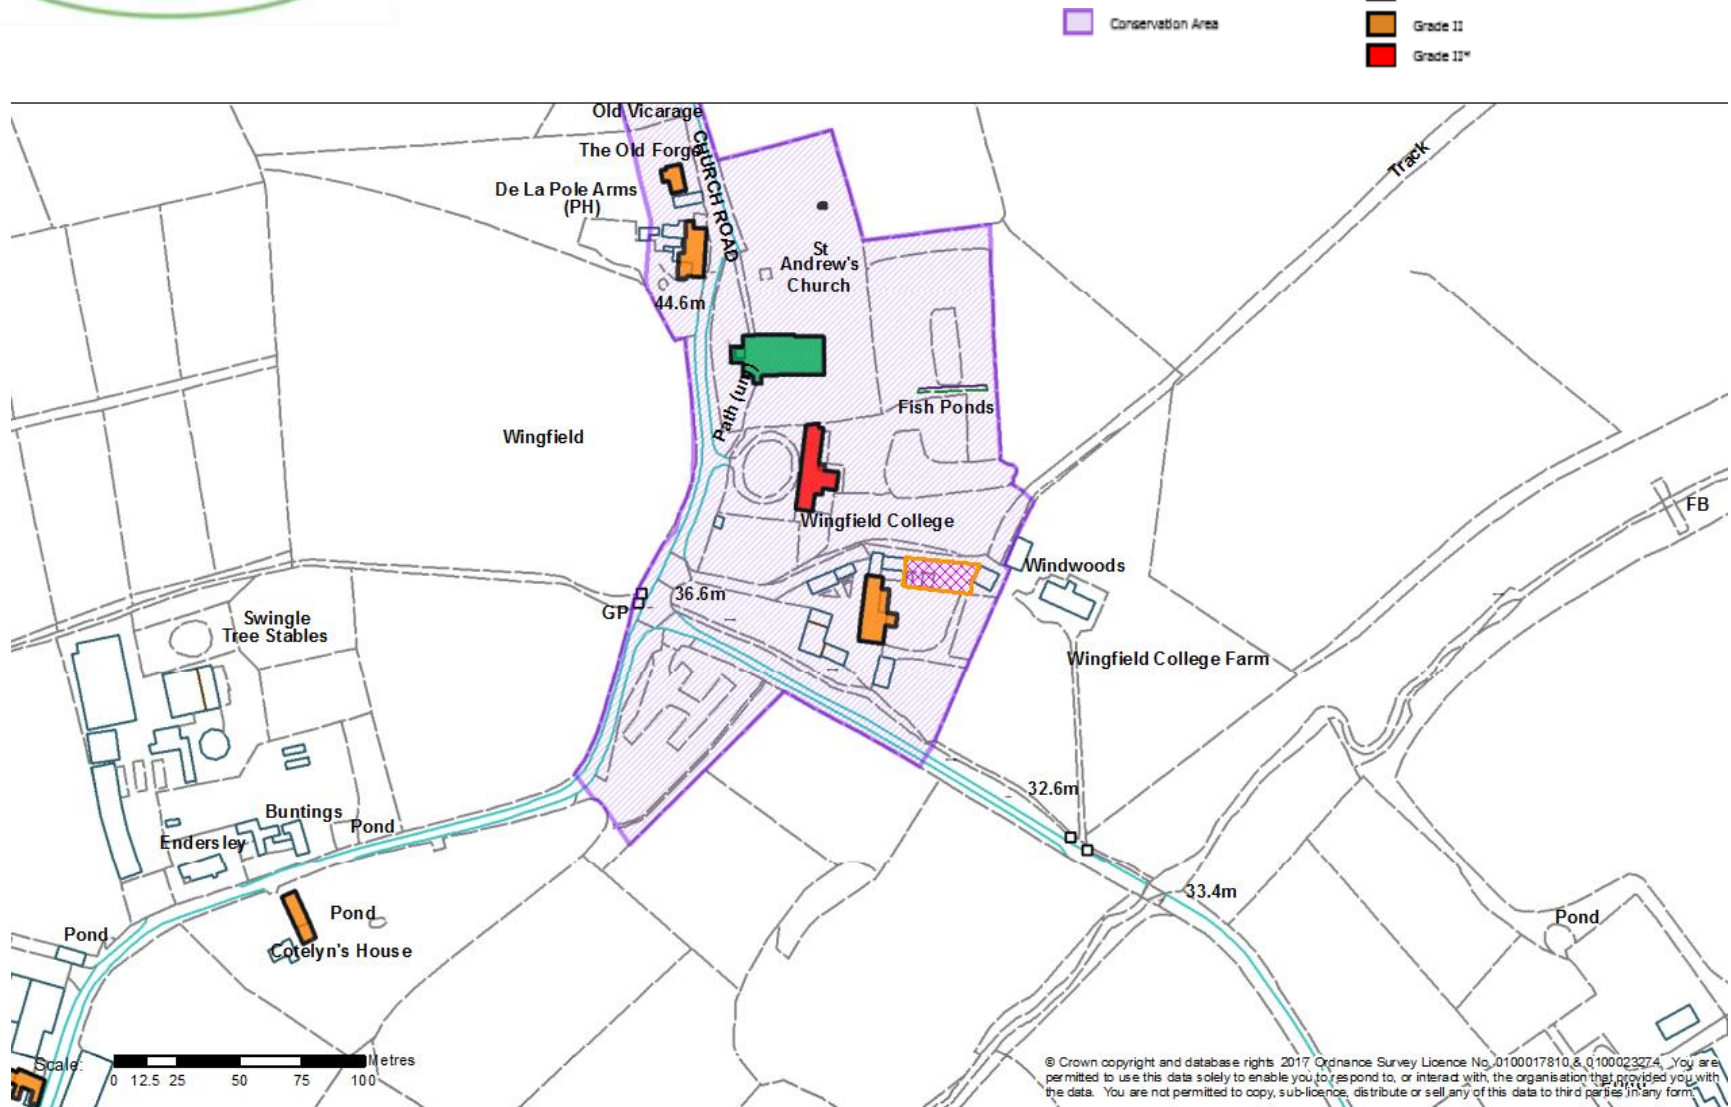 Conservation Area
Grade II
Grade II*
Old Vicarage
The Old Forge
CHURCH ROAD
De La Pole Arms
(PH)
Track
St
Andrew's
Church
44.6m
Path (um)
Fish Ponds
Wingfield
FB
Wingfield College
Windwoods
36.6m
GP
Swingle
Tree Stables
Wingfield College Farm
32.6m
Buntings
Pond
Endersley
33.4m
Pond
Pond
Pond
Cotelyn's House
Scale:
Metres
0 12.5 25 50 75 100
© Crown copyright and database rights 2017 Ordnance Survey Licence No. 0100017810 & 0100023274. You are
permitted to use this data solely to enable you to respond to, or interact with, the organisation that provided you with
the data. You are not permitted to copy, sub-licence, distribute or sell any of this data to third parties in any form.